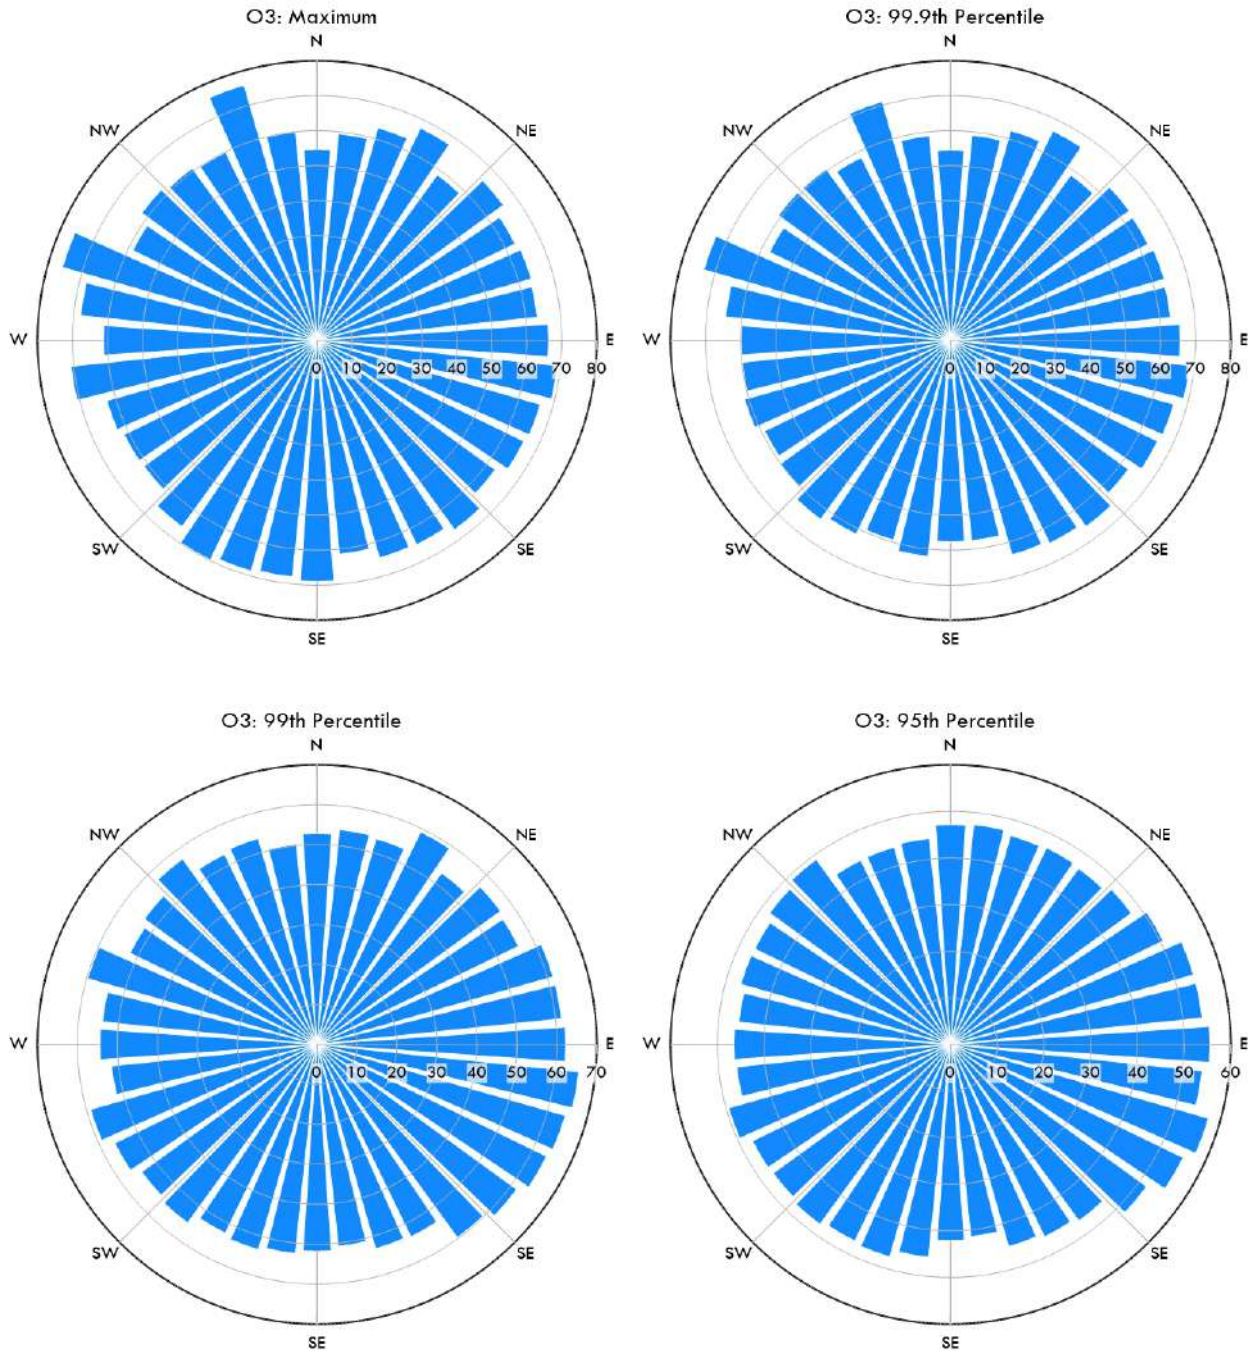 O3: Maximum
N
NW
NE
W
E
0 10 20 30 40 50 60 70 80
SW
SE
SE
O3: 99.9th Percentile
N
NW
NE
W
E
0 10 20 30 40 50 60 70 80
SW
SE
SE
O3: 99th Percentile
N
NW
NE
W
E
0 10 20 30 40 50 60 70
SW
SE
SE
O3: 95th Percentile
N
NW
NE
W
E
0 10 20 30 40 50 60
SW
SE
SE